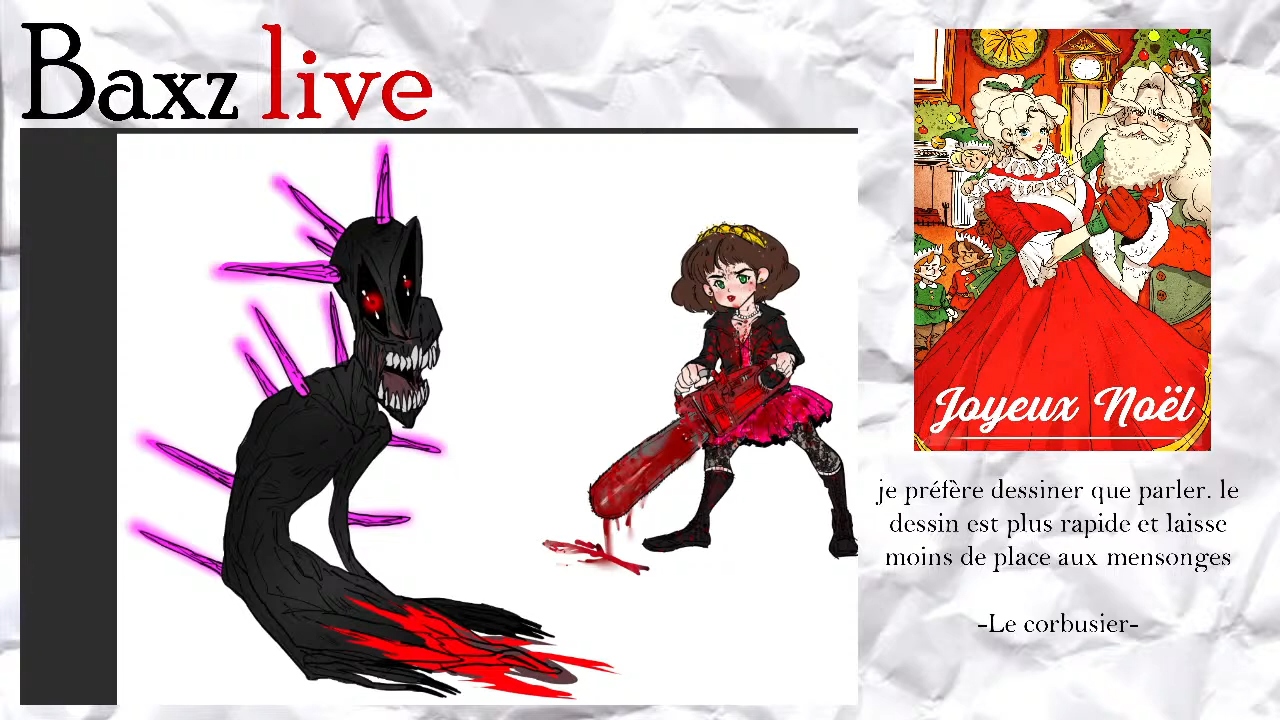 Baxz live
Joyeux Noël
je préfère dessiner que parler. le
dessin est plus rapide et laisse
moins de place aux mensonges
-Le corbusier-